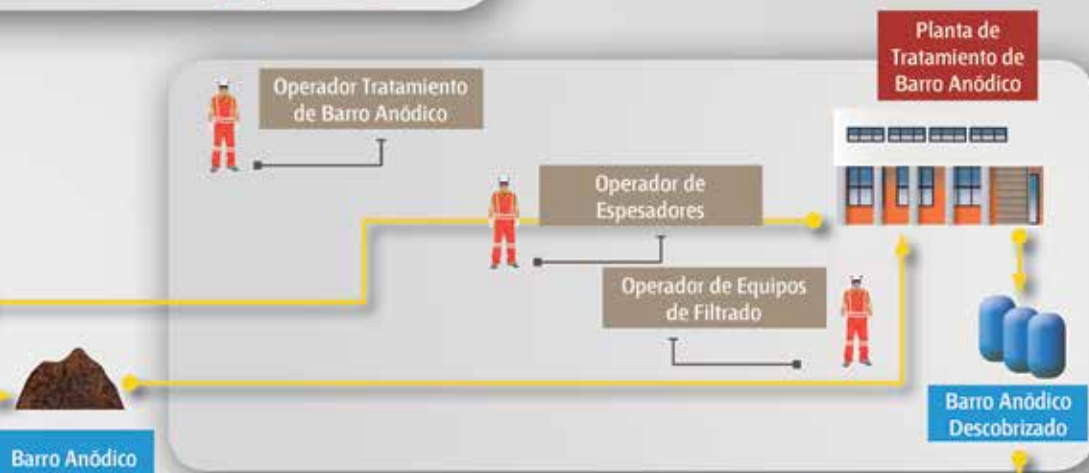 Planta de
Tratamiento de
Barro Anódico
Operador Tratamiento
de Barro Anódico
Operador de
Espesadores
Operador de Equipos
de Filtrado
Barro Anódico
Descobrizado
Barro Anódico